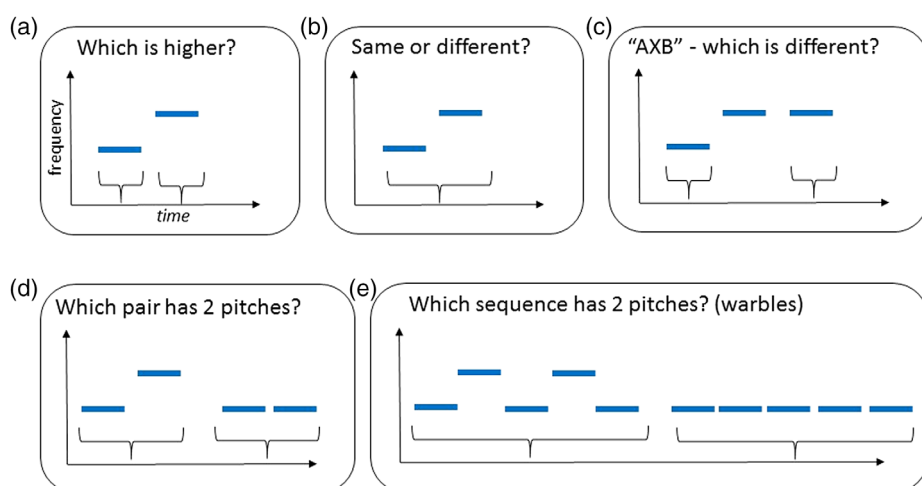 (a)
Which is higher?
frequency
time
(b)
Same or different?
(c)
“AXB” - which is different?
(d)
Which pair has 2 pitches?
(e)
Which sequence has 2 pitches? (warbles)